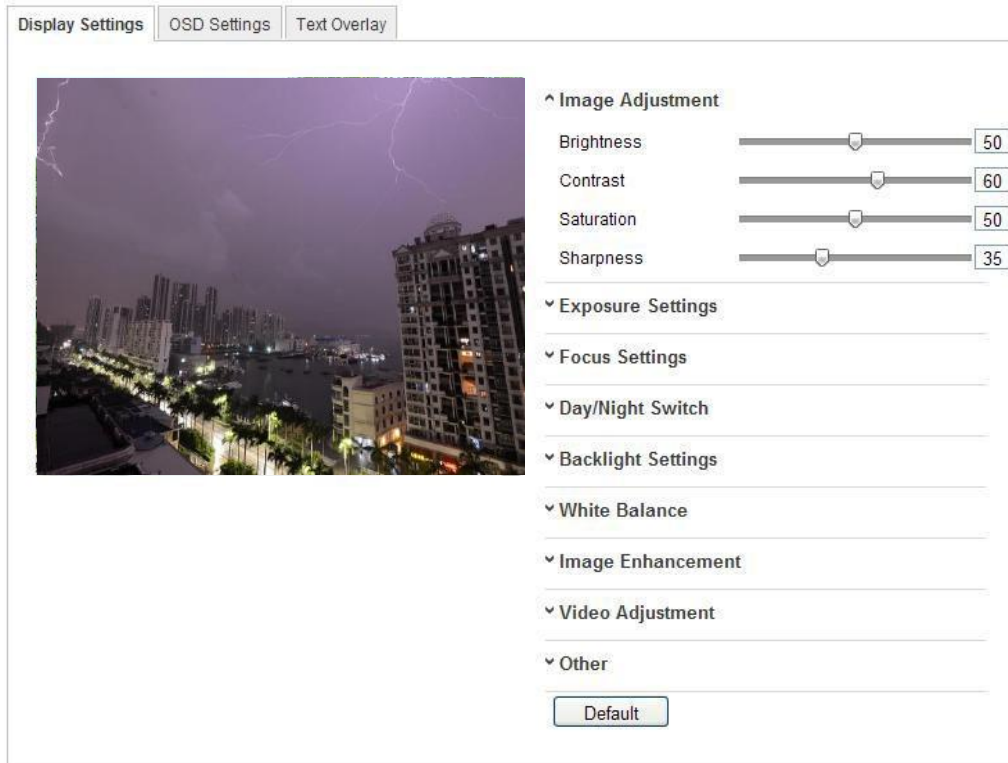 Display Settings OSD Settings Text Overlay
Image Adjustment
Brightness 50
Contrast 60
Saturation 50
Sharpness 35
Exposure Settings
Focus Settings
Day/Night Switch
Backlight Settings
White Balance
Image Enhancement
Video Adjustment
Other
Default